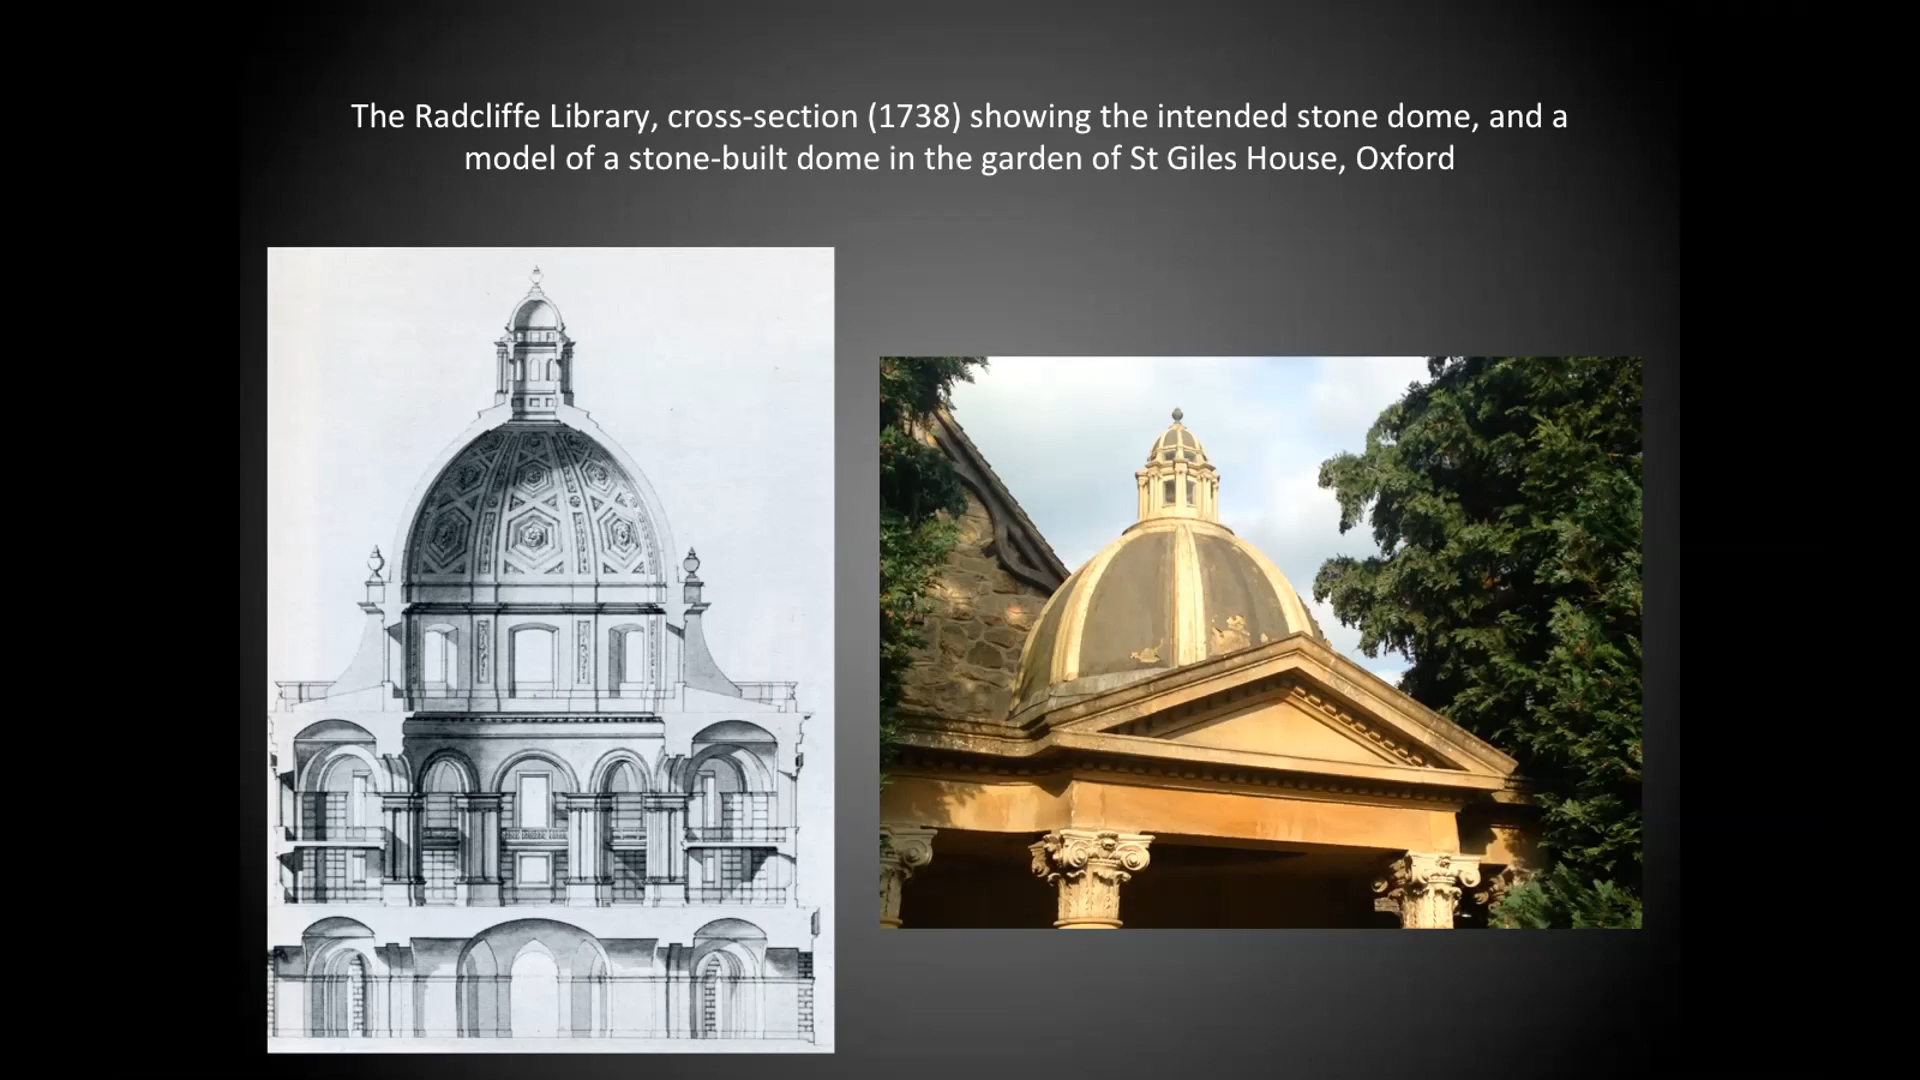 The Radcliffe Library, cross-section (1738) showing the intended stone dome, and a
model of a stone-built dome in the garden of St Giles House, Oxford